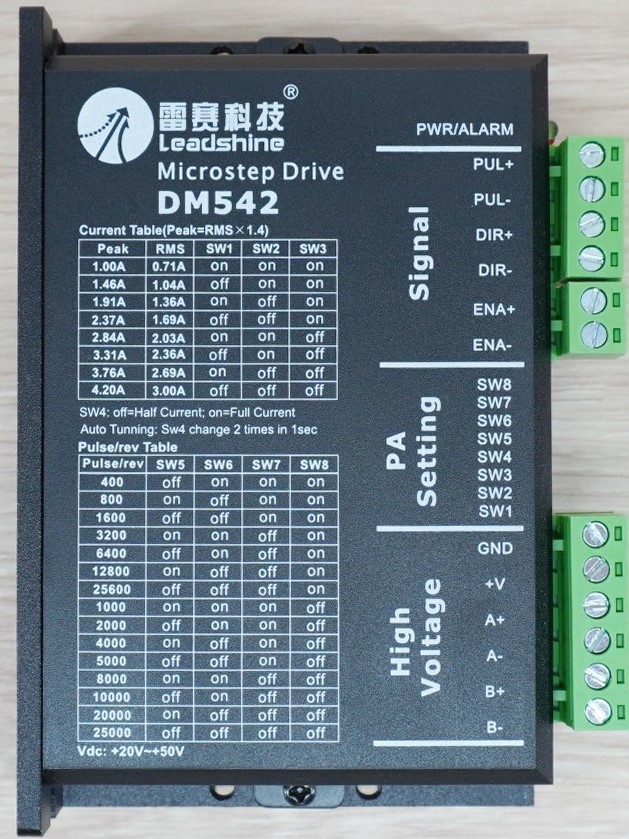 ®
雷赛科技
Leadshine
Microstep Drive
DM542
Current Table(Peak=RMS×1.4)
Peak RMS SW1 SW2 SW3
1.00A 0.71A on on on
1.46A 1.04A off on on
1.91A 1.36A on off on
2.37A 1.69A off off on
2.84A 2.03A on on off
3.31A 2.36A off on off
3.76A 2.69A on off off
4.20A 3.00A off off off
SW4: off=Half Current; on=Full Current
Auto Tunning: Sw4 change 2 times in 1sec
Pulse/rev Table
Pulse/rev SW5 SW6 SW7 SW8
400 off on on on
800 on off on on
1600 off off on on
3200 on on off on
6400 off on off on
12800 on off off on
25600 off off off on
1000 on on on off
2000 off on on off
4000 on off on off
5000 off off on off
8000 on on off off
10000 off on off off
20000 on off off off
25000 off off off off
Vdc: +20V~+50V
PWR/ALARM
Signal
PUL+
PUL-
DIR+
DIR-
ENA+
ENA-
PA
Setting
SW8
SW7
SW6
SW5
SW4
SW3
SW2
SW1
High
Voltage
GND
+V
A+
A-
B+
B-